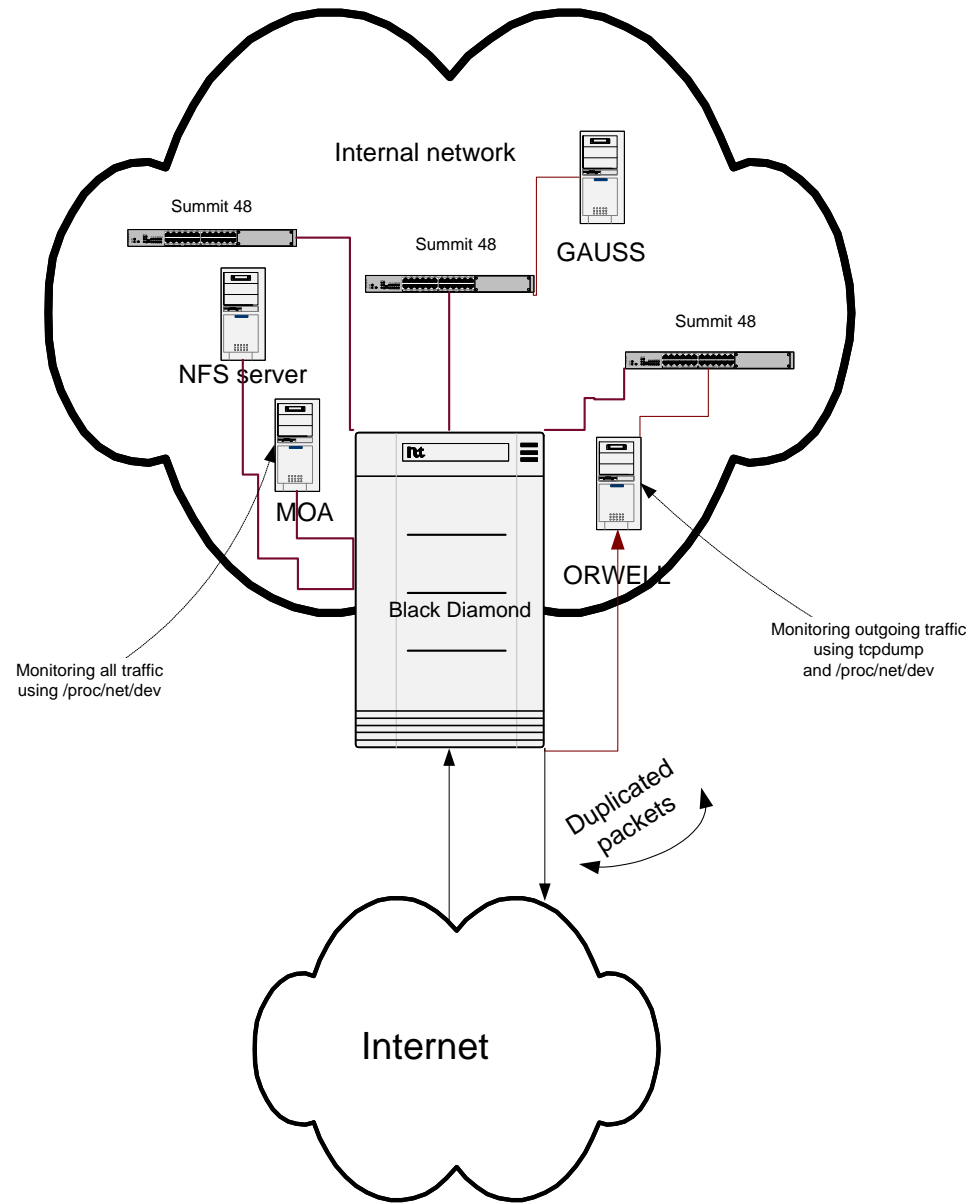 Internal network
Summit 48
GAUSS
Summit 48
Summit 48
NFS server
MOA
ORWELL
Black Diamond
Monitoring all traffic
using /proc/net/dev
Monitoring outgoing traffic
using tcpdump
and /proc/net/dev
Duplicated
packets
Internet